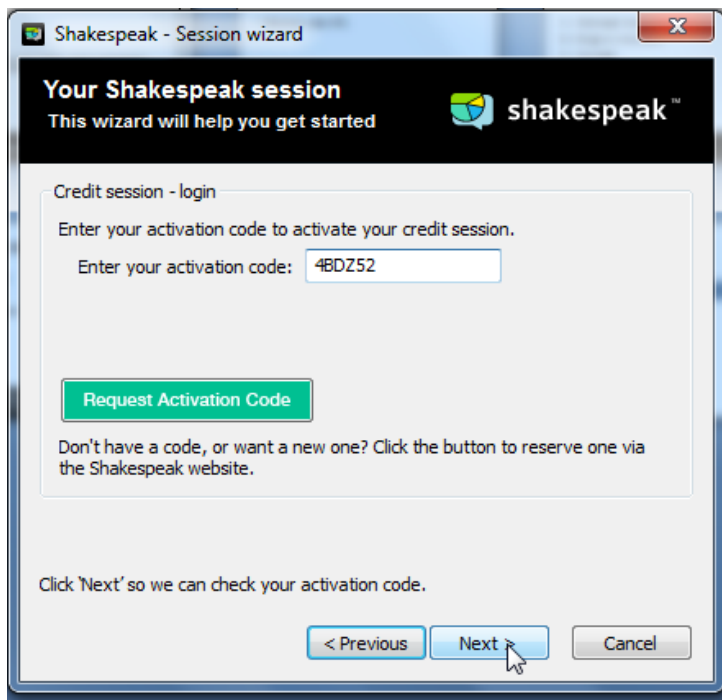 Shakespeak - Session wizard
X
Your Shakespeak session
This wizard will help you get started
shakespeak™
Credit session - login
Enter your activation code to activate your credit session.
Enter your activation code: 4BDZ52
Request Activation Code
Don't have a code, or want a new one? Click the button to reserve one via
the Shakespeak website.
Click 'Next' so we can check your activation code.
< Previous Next > Cancel